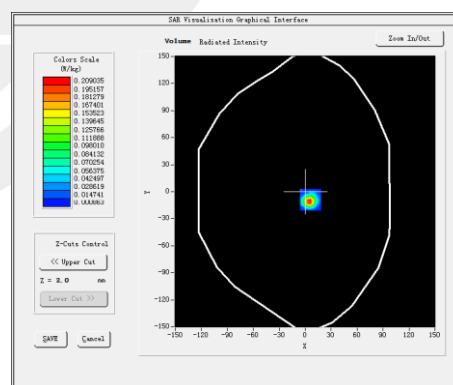 SAR Visualisation Graphical Interface
Volume Radiated Intensity
Zoom In/Out
Colors Scale
(W/kg)
0.209035
0.195157
0.181279
0.167401
0.153523
0.139645
0.125766
0.111888
0.098010
0.084132
0.070254
0.056375
0.042497
0.028619
0.014741
0.000863
Z-Cuts Control
<< Upper Cut
Z = 2.0 mm
Lower Cut >>
SAVE
Cancel
150
120
90
60
30
0
-30
-60
-90
-120
-150
Y
-150 -120 -90 -60 -30 0 30 60 90 120 150
X